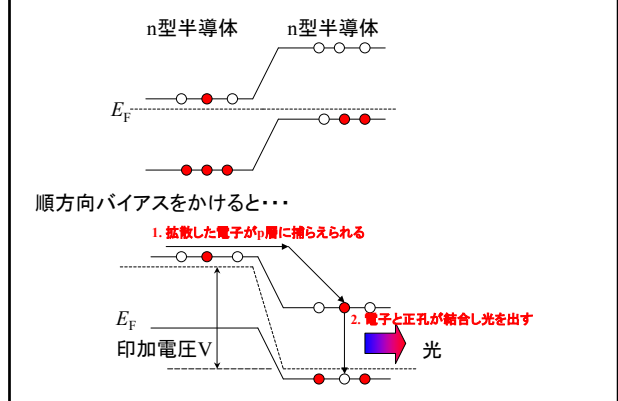 n型半導体 n型半導体
E_F
順方向バイアスをかけると・・・
1. 拡散した電子がp層に捕らえられる
E_F
2. 電子と正孔が結合し光を出す
印加電圧V
光